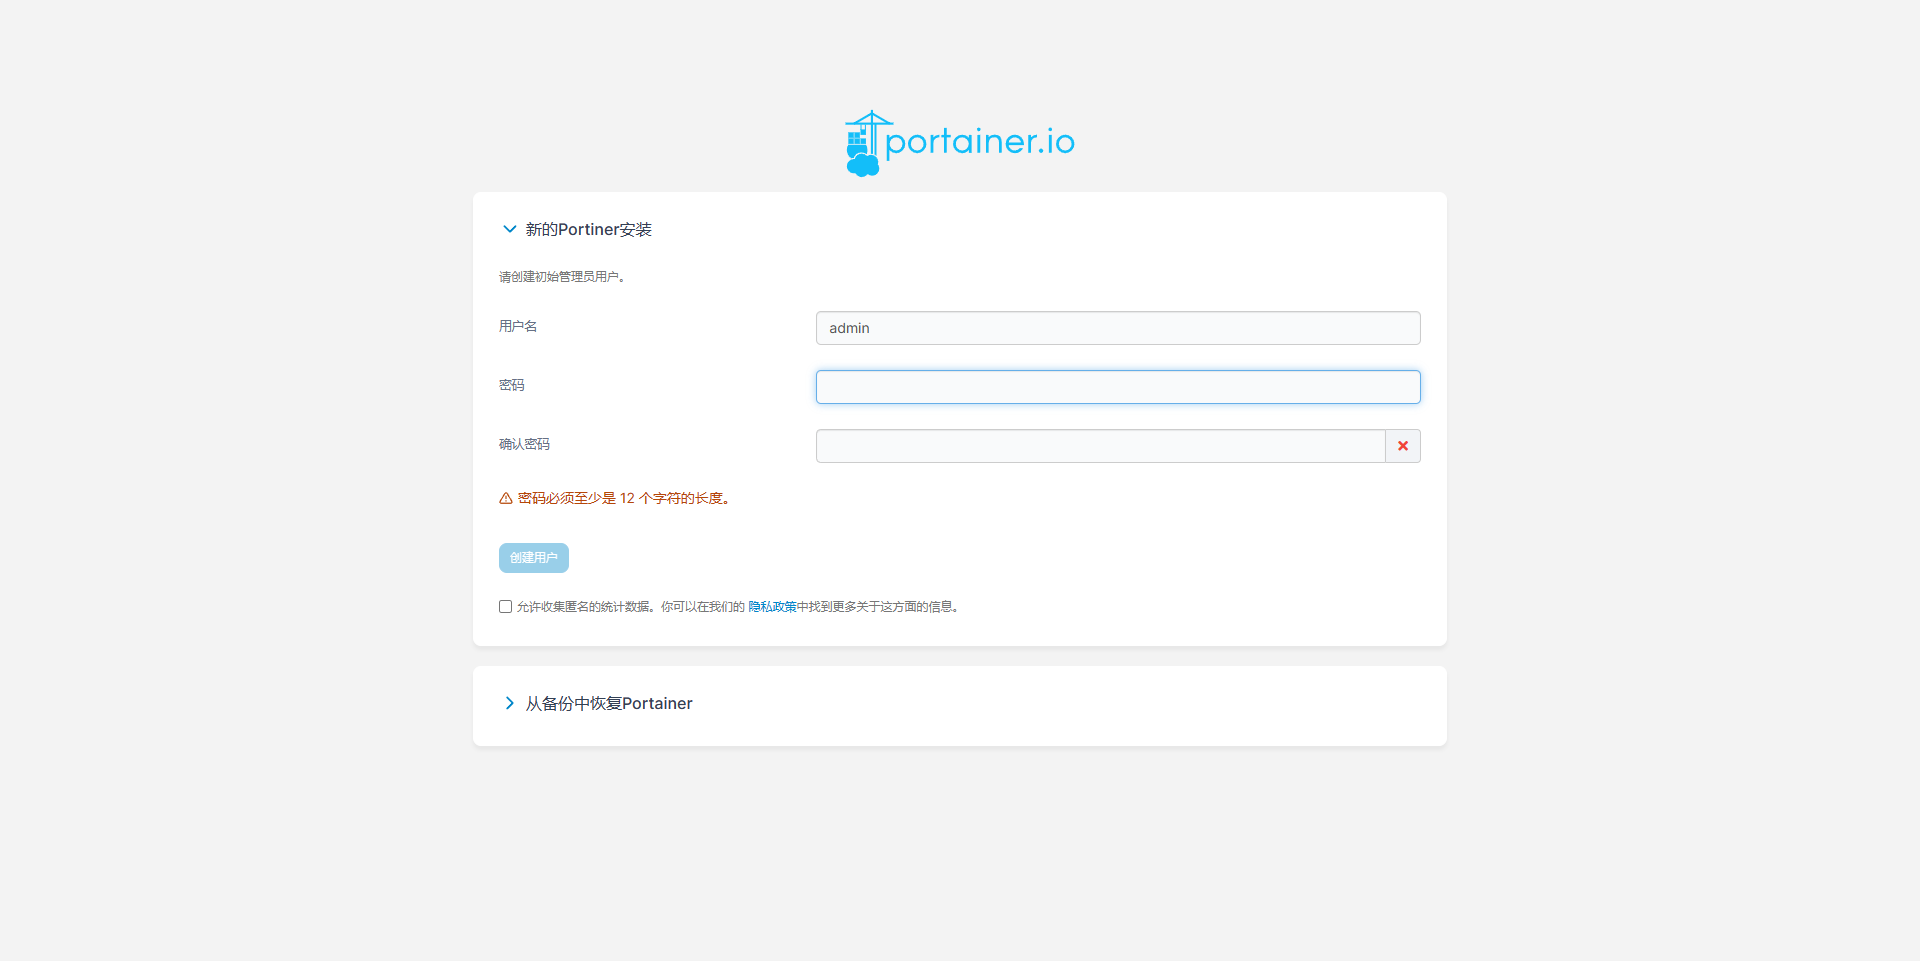 portainer.io
新的Portiner安装
请创建初始管理员用户。
用户名
admin
密码
确认密码
密码必须至少是 12 个字符的长度。
创建用户
允许收集匿名的统计数据。你可以在我们的 隐私政策中找到更多关于这方面的信息。
从备份中恢复Portainer